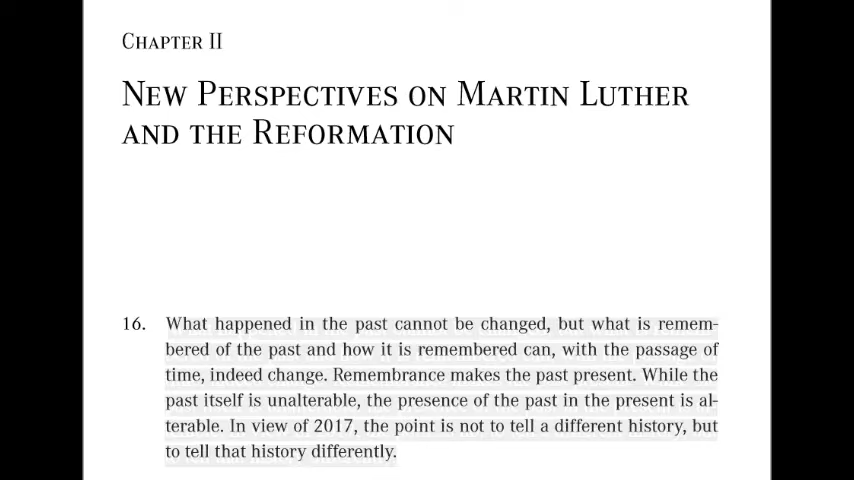 Chapter II
New Perspectives on Martin Luther
and the Reformation
16. What happened in the past cannot be changed, but what is remem-
bered of the past and how it is remembered can, with the passage of
time, indeed change. Remembrance makes the past present. While the
past itself is unalterable, the presence of the past in the present is al-
terable. In view of 2017, the point is not to tell a different history, but
to tell that history differently.